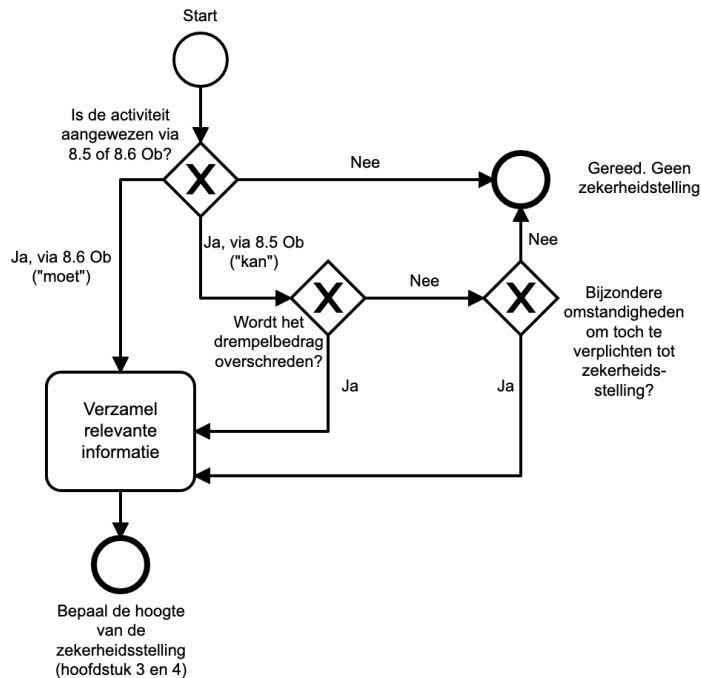 Start
Is de activiteit
aangewezen via
8.5 of 8.6 Ob?
X
Nee
Gereed. Geen
zekerheidstelling
Ja, via 8.6 Ob
("moet")
Ja, via 8.5 Ob
("kan")
Nee
X
Nee
X
Wordt het
drempelbedrag
overschreden?
Bijzondere
omstandigheden
om toch te
verplichten tot
zekerheids-
stelling?
Ja
Ja
Verzamel
relevante
informatie
Bepaal de hoogte
van de
zekerheidsstelling
(hoofdstuk 3 en 4)